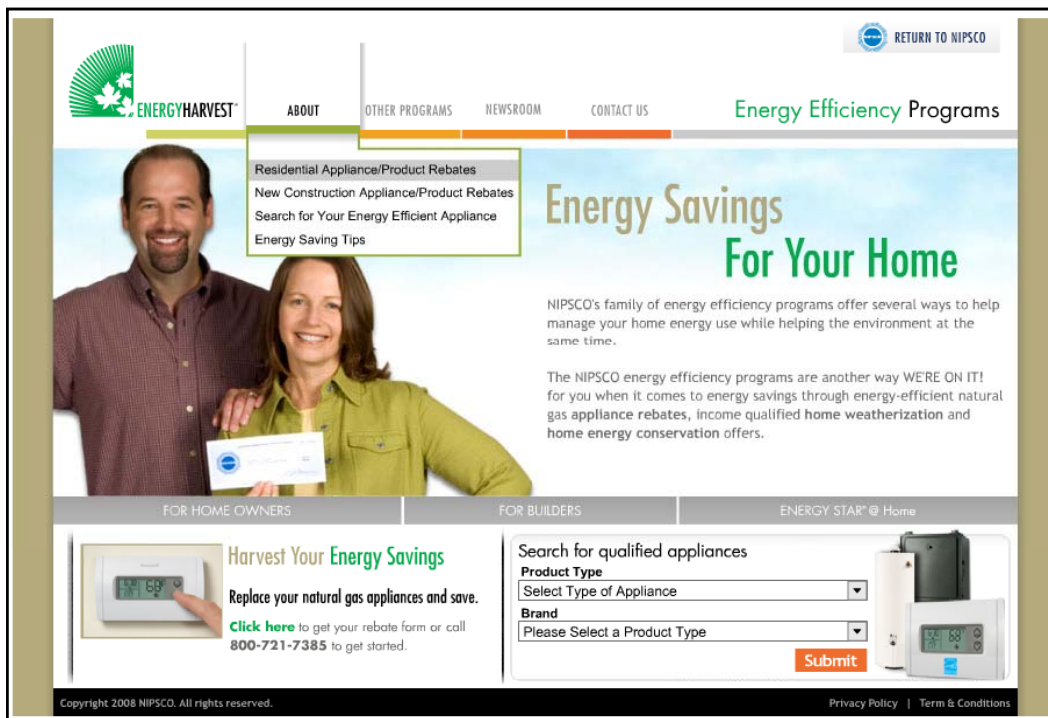 RETURN TO NIPSCO
ENERGYHARVEST
ABOUT
OTHER PROGRAMS
NEWSROOM
CONTACT US
Energy Efficiency Programs
Residential Appliance/Product Rebates
New Construction Appliance/Product Rebates
Search for Your Energy Efficient Appliance
Energy Saving Tips
Energy Savings
For Your Home
NIPSCO's family of energy efficiency programs offer several ways to help
manage your home energy use while helping the environment at the
same time.
The NIPSCO energy efficiency programs are another way WE'RE ON IT!
for you when it comes to energy savings through energy-efficient natural
gas appliance rebates, income qualified home weatherization and
home energy conservation offers.
FOR HOME OWNERS
FOR BUILDERS
ENERGY STAR® @ Home
Harvest Your Energy Savings
Replace your natural gas appliances and save.
Click here to get your rebate form or call
800-721-7385 to get started.
Search for qualified appliances
Product Type
Select Type of Appliance
Brand
Please Select a Product Type
Submit
Copyright 2008 NIPSCO. All rights reserved.
Privacy Policy | Term & Conditions